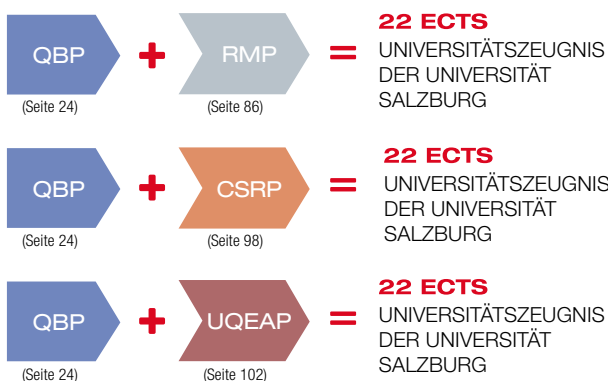 22 ECTS
QBP + RMP = UNIVERSITÄTSZEUGNIS
DER UNIVERSITÄT
SALZBURG
(Seite 24) (Seite 86)
22 ECTS
QBP + CSRP = UNIVERSITÄTSZEUGNIS
DER UNIVERSITÄT
SALZBURG
(Seite 24) (Seite 98)
22 ECTS
QBP + UQEAP = UNIVERSITÄTSZEUGNIS
DER UNIVERSITÄT
SALZBURG
(Seite 24) (Seite 102)